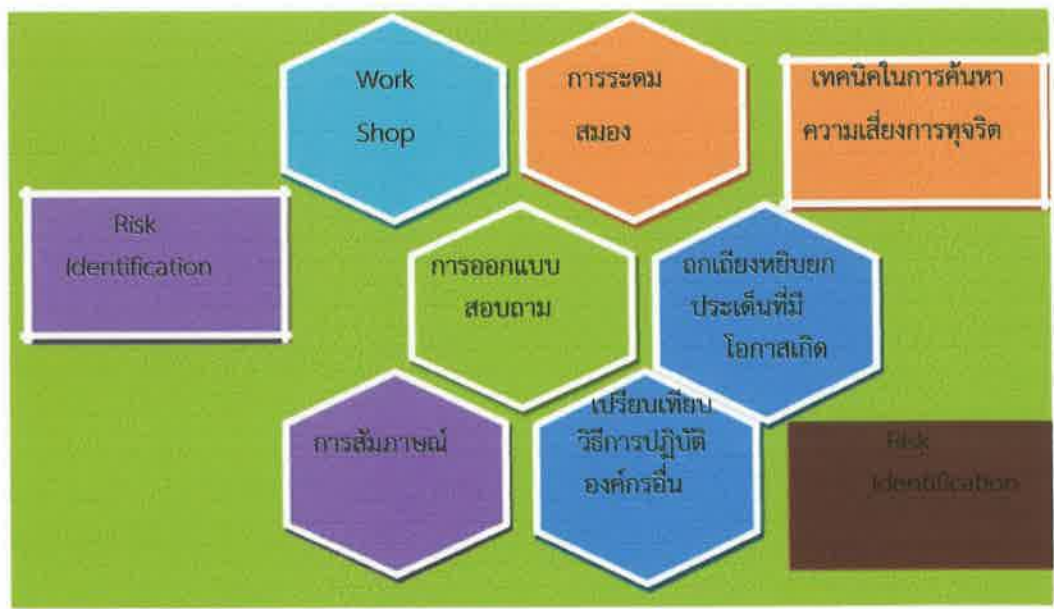 Work
Shop
การระดม
สมอง
เทคนิคในการค้นหา
ความเสี่ยงการทุจริต
Risk
Identification
การออกแบบ
สอบถาม
ถกเถียงหยิบยก
ประเด็นที่มี
โอกาสเกิด
การสัมภาษณ์
เปรียบเทียบ
วิธีการปฏิบัติ
องค์กรอื่น
Risk
Identification